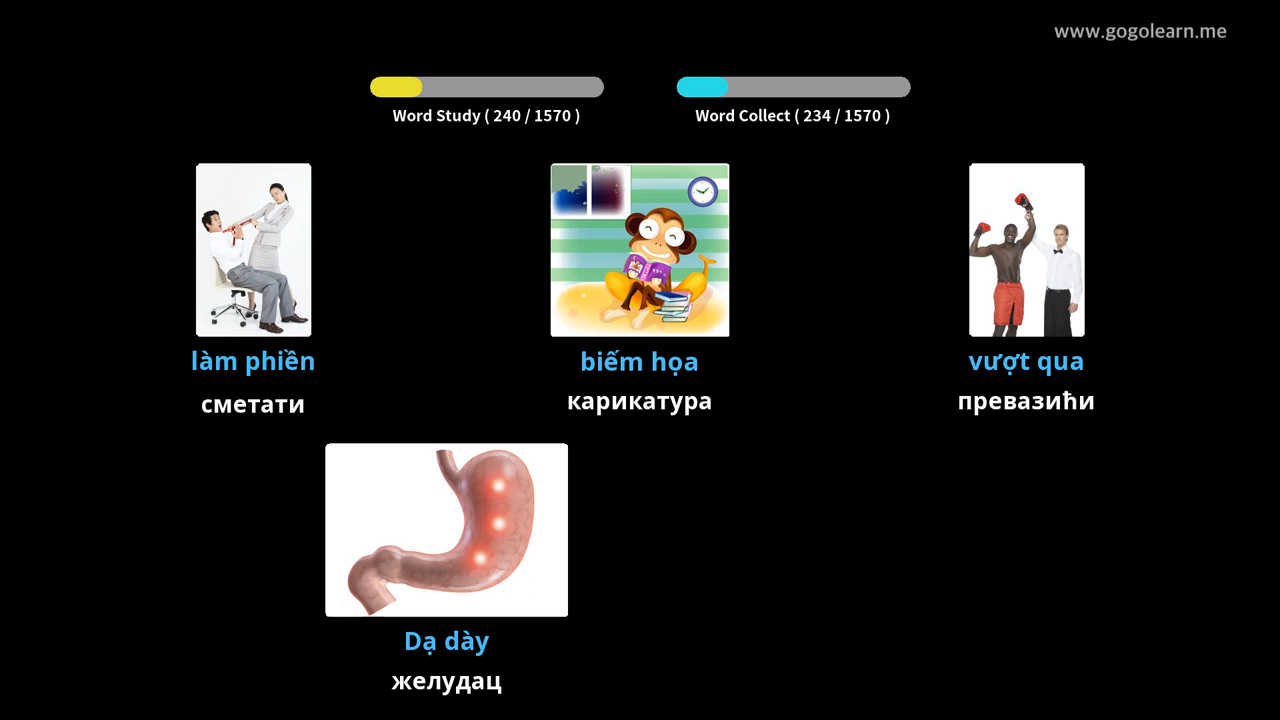 www.gogolearn.me
Word Study ( 240 / 1570 )
Word Collect ( 234 / 1570 )
làm phiền
сметати
biếm họa
карикатура
vượt qua
превазићи
Dạ dày
желудац